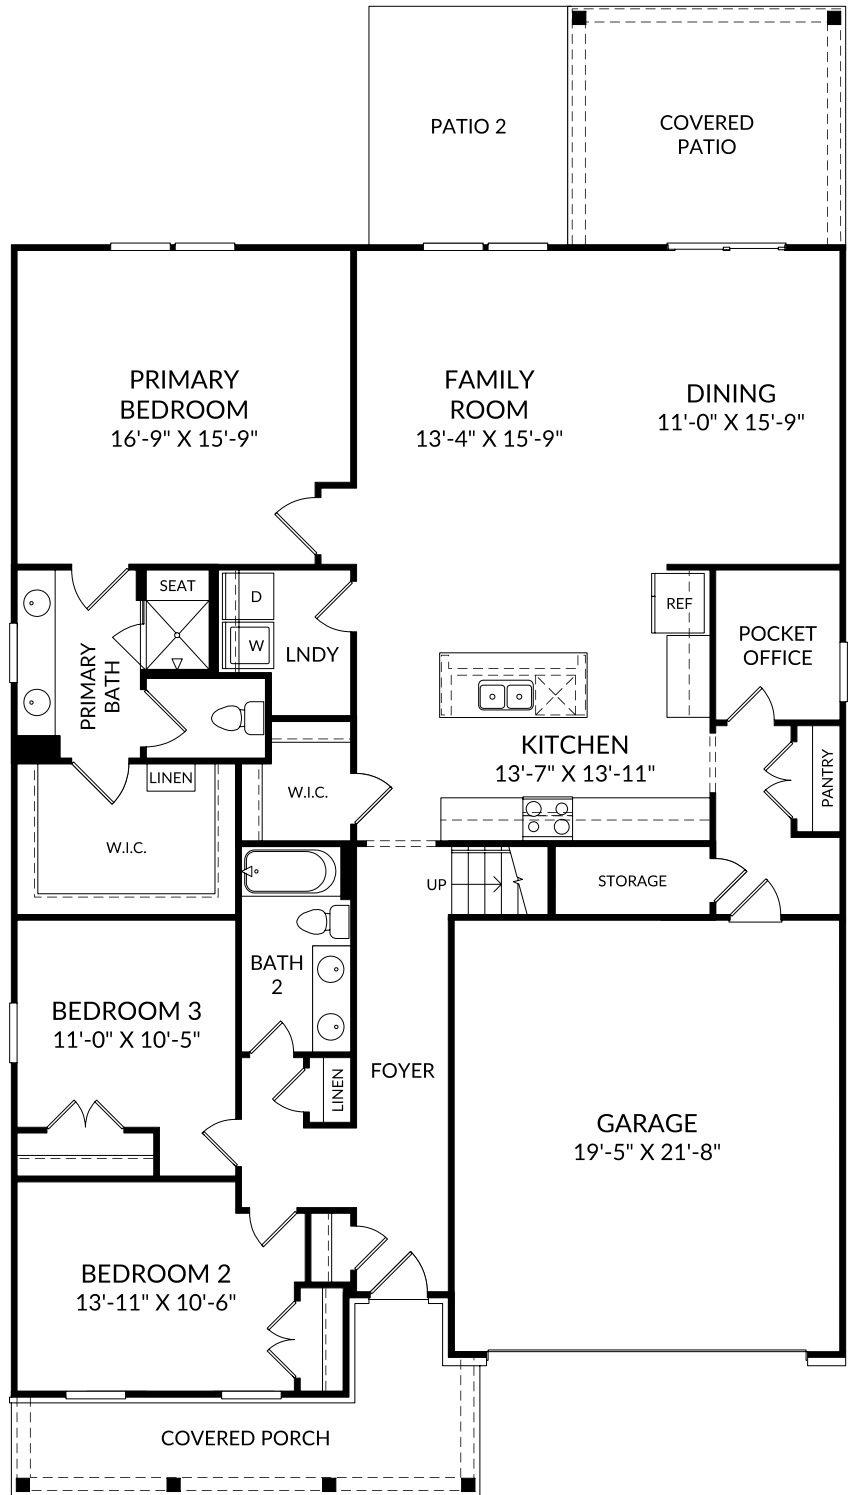 PATIO 2
COVERED
PATIO
PRIMARY
BEDROOM
16'-9" X 15'-9"
FAMILY
ROOM
13'-4" X 15'-9"
DINING
11'-0" X 15'-9"
SEAT
D
W
LNDY
PRIMARY
BATH
REF
POCKET
OFFICE
KITCHEN
13'-7" X 13'-11"
LINEN
W.I.C.
W.I.C.
PANTRY
UP
STORAGE
BATH
2
BEDROOM 3
11'-0" X 10'-5"
LINEN
FOYER
GARAGE
19'-5" X 21'-8"
BEDROOM 2
13'-11" X 10'-6"
COVERED PORCH